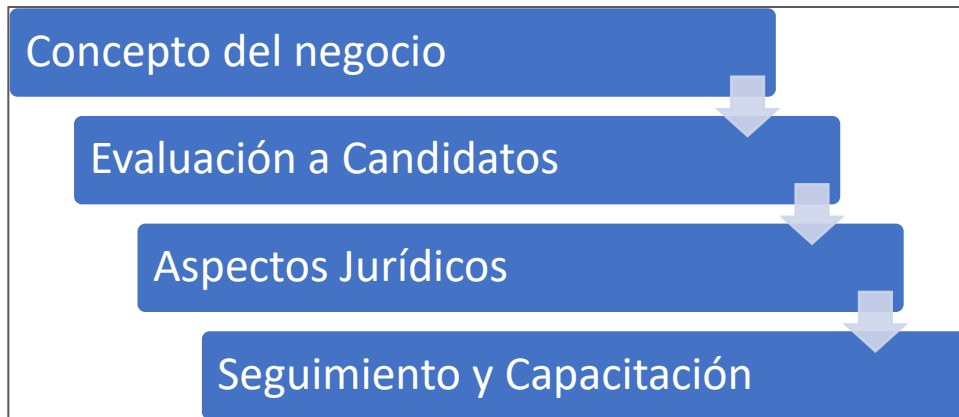 Concepto del negocio
Evaluación a Candidatos
Aspectos Jurídicos
Seguimiento y Capacitación